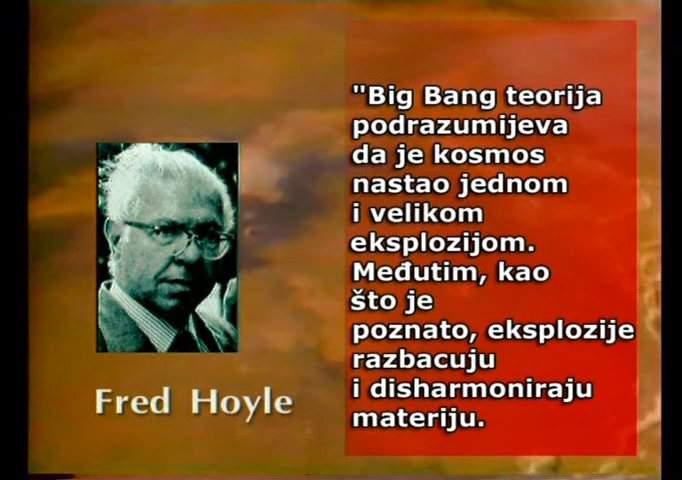 "Big Bang teorija
podrazumijeva
da je kosmos
nastao jednom
i velikom
eksplozijom.
Međutim, kao
što je
poznato, eksplozije
razbacuju
i disharmoniraju
materiju.
Fred Hoyle